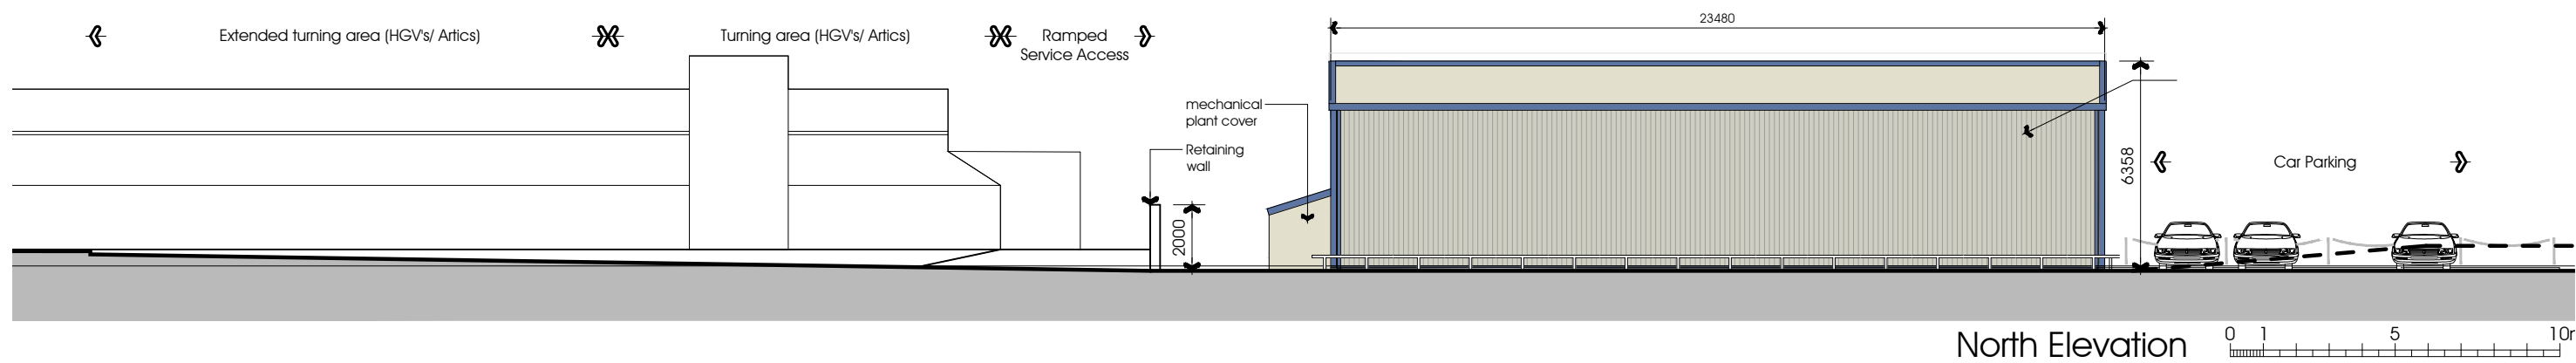 Extended turning area (HGV's/ Artics)
Turning area (HGV's/ Artics)
Ramped
Service Access
23480
mechanical
plant cover
Retaining
wall
2000
6358
Car Parking
North Elevation
0 1 5 10m